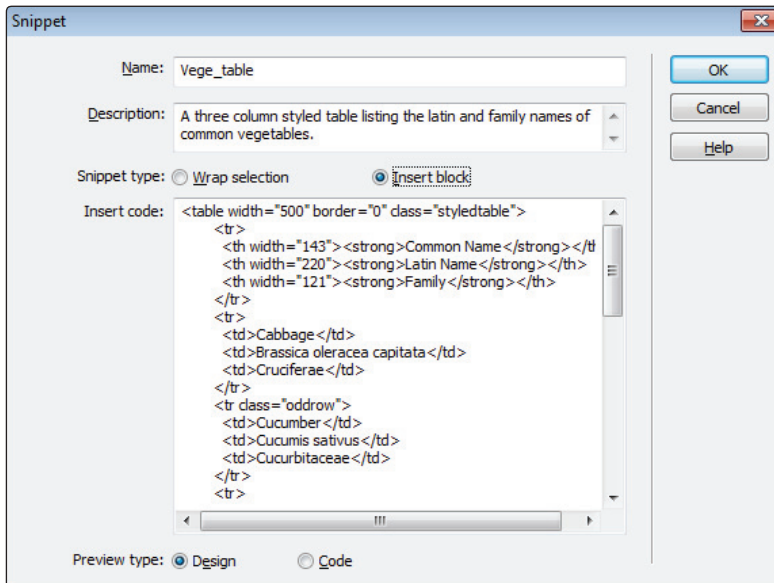 Snippet
Name: Vege_table
OK
Description: A three column styled table listing the latin and family names of
common vegetables.
Cancel
Help
Snippet type: Wrap selection Insert block
Insert code: <table width="500" border="0" class="styledtable">
<tr>
<th width="143"><strong>Common Name</strong></th
<th width="220"><strong>Latin Name</strong></th>
<th width="121"><strong>Family</strong></th>
</tr>
<tr>
<td>Cabbage</td>
<td>Brassica oleracea capitata</td>
<td>Cruciferae</td>
</tr>
<tr class="oddrow">
<td>Cucumber</td>
<td>Cucumis sativus</td>
<td>Cucurbitaceae</td>
</tr>
<tr>
Preview type: Design Code